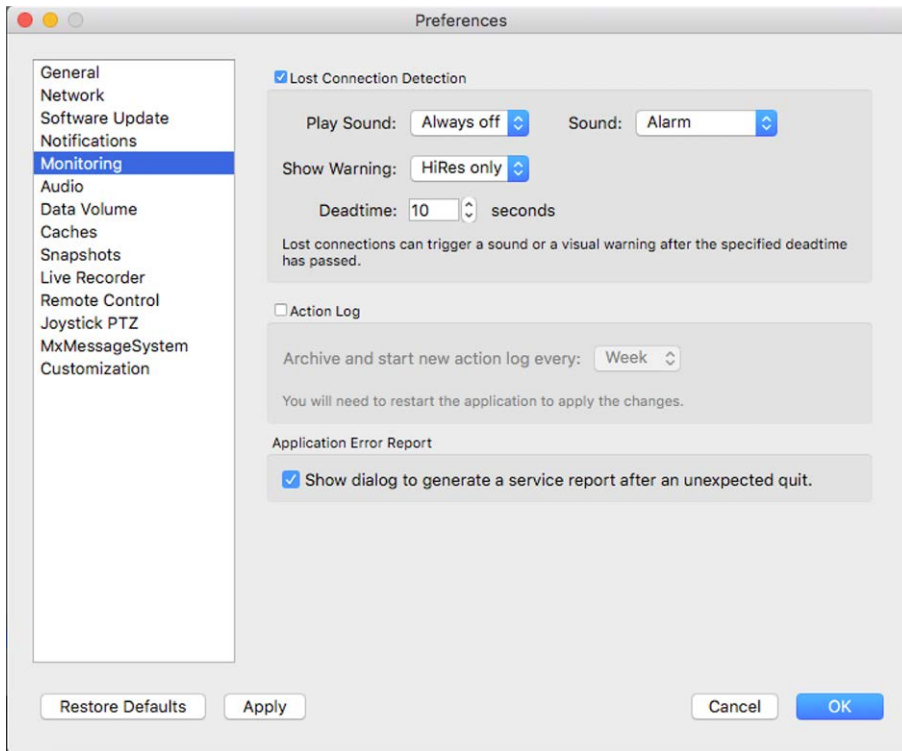 Preferences
General
Network
Software Update
Notifications
Monitoring
Audio
Data Volume
Caches
Snapshots
Live Recorder
Remote Control
Joystick PTZ
MxMessageSystem
Customization
Lost Connection Detection
Play Sound: Always off Sound: Alarm
Show Warning: HiRes only
Deadtime: 10 seconds
Lost connections can trigger a sound or a visual warning after the specified deadtime
has passed.
Action Log
Archive and start new action log every: Week
You will need to restart the application to apply the changes.
Application Error Report
Show dialog to generate a service report after an unexpected quit.
Restore Defaults Apply Cancel OK